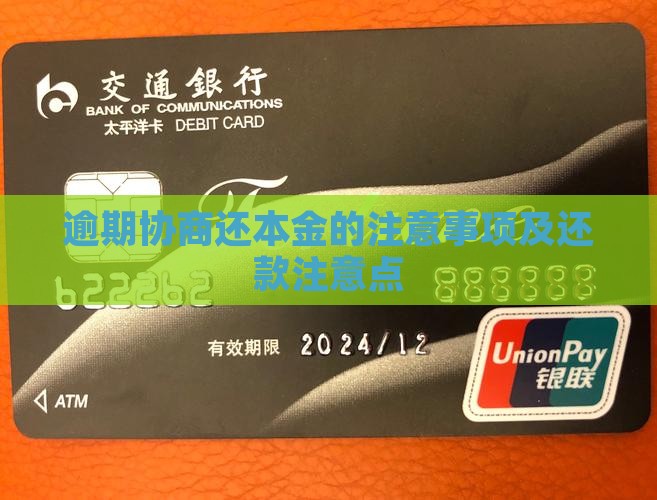 交通銀行
BANK OF COMMUNICATIONS
太平洋卡 DEBIT CARD
逾期协商还本金的注意事项及还
款注意点
622262
888888
有效期限 2024/12
UnionPay
银联
ATM